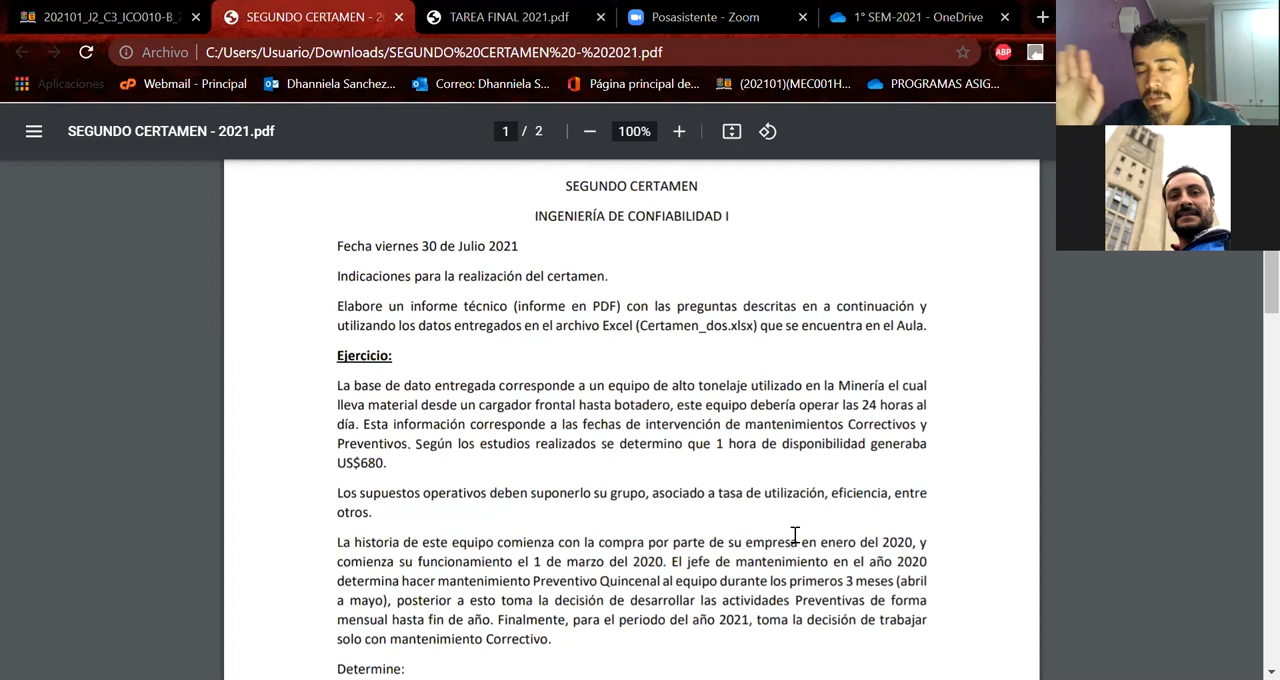 202101_J2_C3_ICO010-B_2
SEGUNDO CERTAMEN - 2
TAREA FINAL 2021.pdf
Posasistente - Zoom
1° SEM-2021 - OneDrive
Archivo
C:/Users/Usuario/Downloads/SEGUNDO%20CERTAMEN%20-%202021.pdf
ABP
Aplicaciones
Webmail - Principal
Dhanniela Sanchez...
Correo: Dhanniela S...
Página principal de...
(202101)(MEC001H...
PROGRAMAS ASIG...
SEGUNDO CERTAMEN - 2021.pdf
1 / 2
100%
SEGUNDO CERTAMEN
INGENIERÍA DE CONFIABILIDAD I
Fecha viernes 30 de Julio 2021
Indicaciones para la realización del certamen.
Elabore un informe técnico (informe en PDF) con las preguntas descritas en a continuación y
utilizando los datos entregados en el archivo Excel (Certamen_dos.xlsx) que se encuentra en el Aula.
Ejercicio:
La base de dato entregada corresponde a un equipo de alto tonelaje utilizado en la Minería el cual
lleva material desde un cargador frontal hasta botadero, este equipo debería operar las 24 horas al
día. Esta información corresponde a las fechas de intervención de mantenimientos Correctivos y
Preventivos. Según los estudios realizados se determino que 1 hora de disponibilidad generaba
US$680.
Los supuestos operativos deben suponerlo su grupo, asociado a tasa de utilización, eficiencia, entre
otros.
La historia de este equipo comienza con la compra por parte de su empresa en enero del 2020, y
comienza su funcionamiento el 1 de marzo del 2020. El jefe de mantenimiento en el año 2020
determina hacer mantenimiento Preventivo Quincenal al equipo durante los primeros 3 meses (abril
a mayo), posterior a esto toma la decisión de desarrollar las actividades Preventivas de forma
mensual hasta fin de año. Finalmente, para el periodo del año 2021, toma la decisión de trabajar
solo con mantenimiento Correctivo.
Determine: